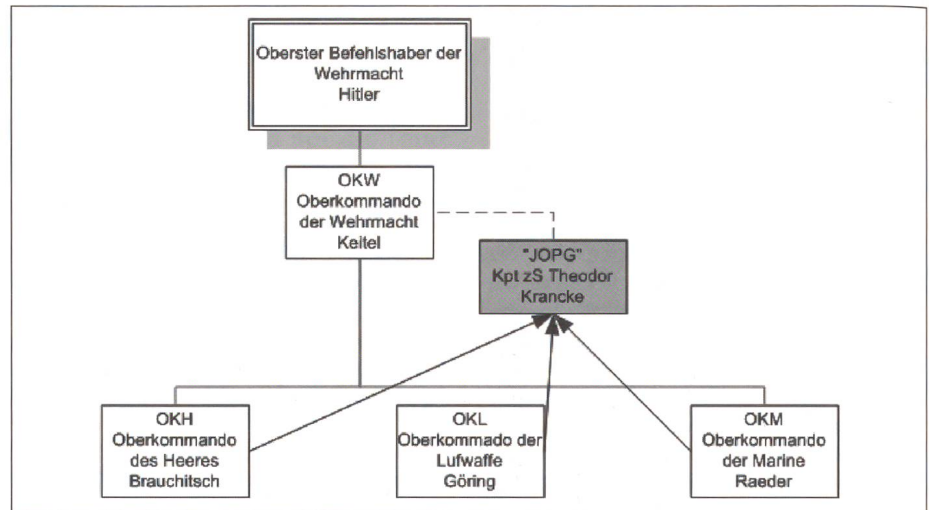 Oberster Befehlshaber der
Wehrmacht
Hitler
OKW
Oberkommando
der Wehrmacht
Keitel
"JOPG"
Kpt zS Theodor
Krancke
OKH
Oberkommando
des Heeres
Brauchitsch
OKL
Oberkommado der
Lufwaffe
Göring
OKM
Oberkommando
der Marine
Raeder